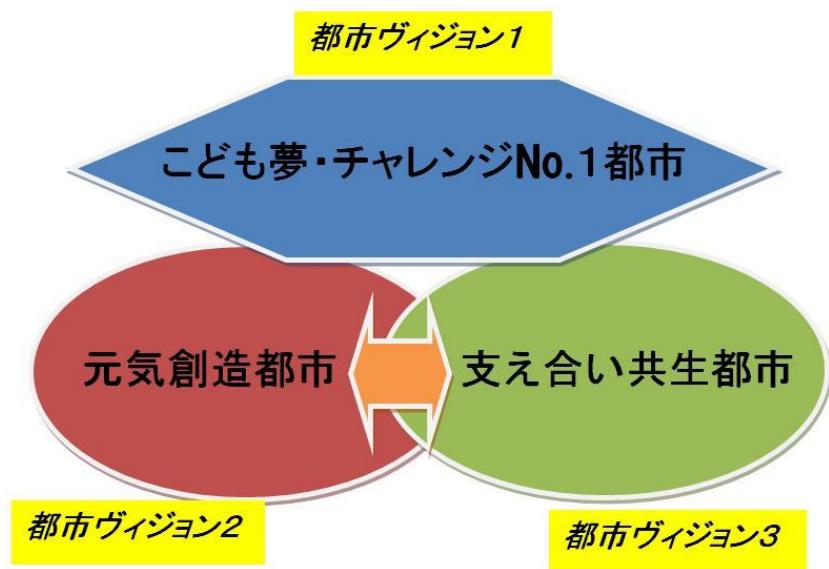 都市ヴィジョン１
こども夢・チャレンジNo.１都市
元気創造都市
支え合い共生都市
都市ヴィジョン２
都市ヴィジョン３